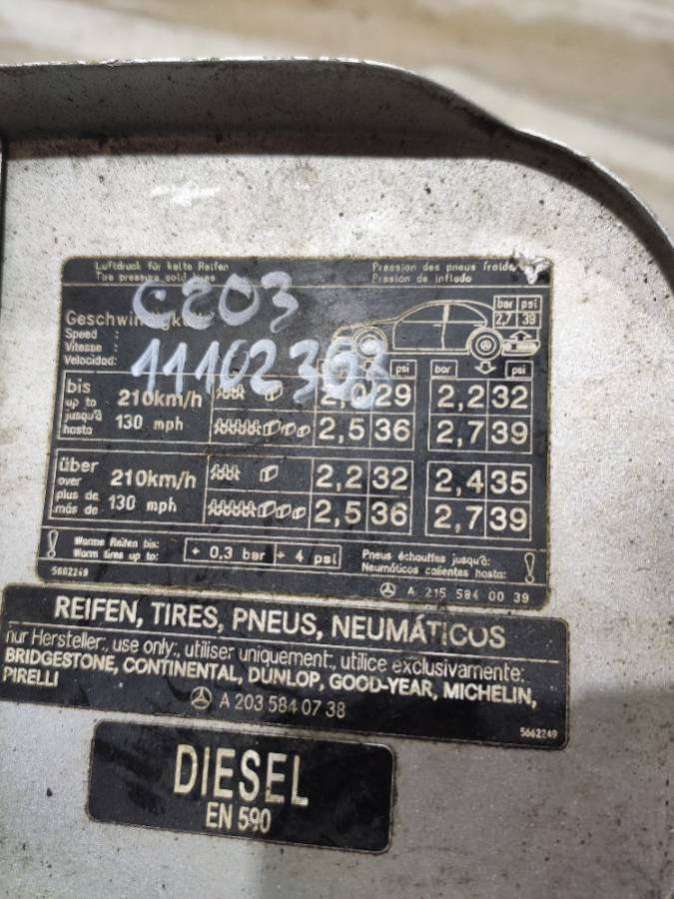 Luftdruck für kalte Reifen
Tire pressure cold
Pression des pneus froids
Presión de inflado
C203
11102393
Geschwindigkeit
Speed :
Vitesse :
Velocidad:
bar psi
2,7 39
psi bar psi
bis
up to
jusqu'à
hasta
210km/h
130 mph
2,0 29 2,2 32
2,5 36 2,7 39
über
over
plus de
más de
210km/h
130 mph
2,2 32 2,4 35
2,5 36 2,7 39
! Warme Reifen bis:
Warm tires up to:
+ 0,3 bar + 4 psi
Pneus échauffés jusqu'à:
Neumáticos calientes hasta: !
5662249
A 215 584 00 39
REIFEN, TIRES, PNEUS, NEUMÁTICOS
nur Hersteller:, use only:, utiliser uniquement:, utilice exclusivamente:
BRIDGESTONE, CONTINENTAL, DUNLOP, GOOD-YEAR, MICHELIN,
PIRELLI
A 203 584 07 38
5662249
DIESEL
EN 590